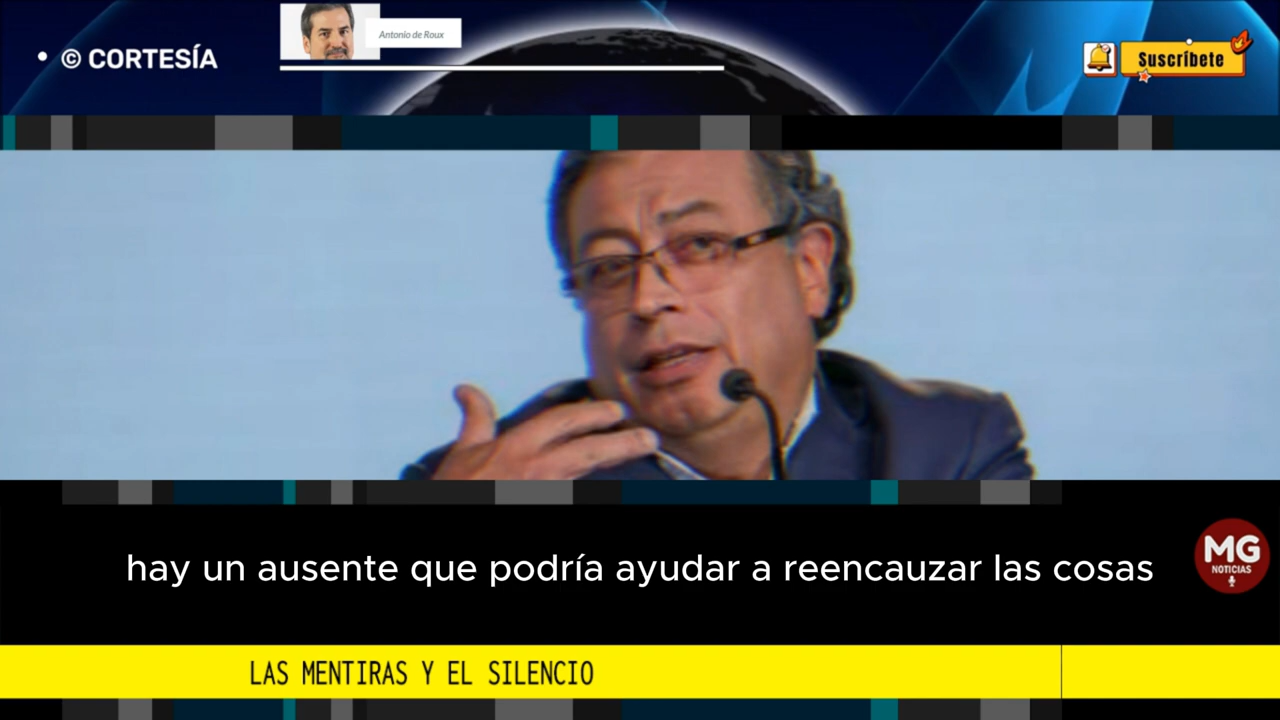 © CORTESÍA
Antonio de Roux
Suscríbete
hay un ausente que podría ayudar a reencauzar las cosas
MG
NOTICIAS
LAS MENTIRAS Y EL SILENCIO